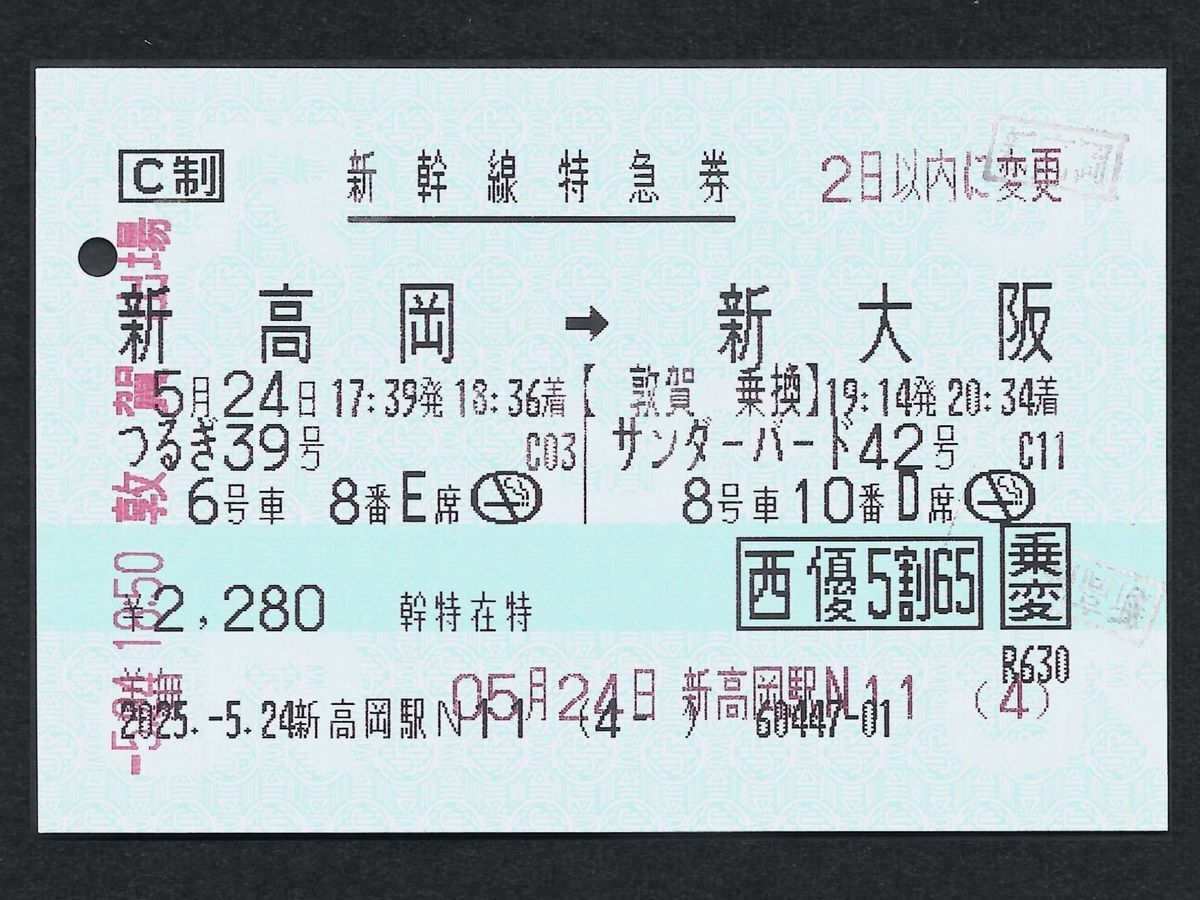 C制 新幹線特急券 2日以内に変更
新高岡 ➡ 新大阪
5月24日 17:39発 18:36着【 敦賀 乗換】19:14発 20:34着
つるぎ39号 C03 サンダーバード42号 C11
6号車 8番E席 8号車 10番D席
¥2,280 幹特在特 西優5割65 乗変
R630
05月24日 新高岡駅N11 (4)
2025.-5.24新高岡駅N11 (4- ) 60447-01
敦賀